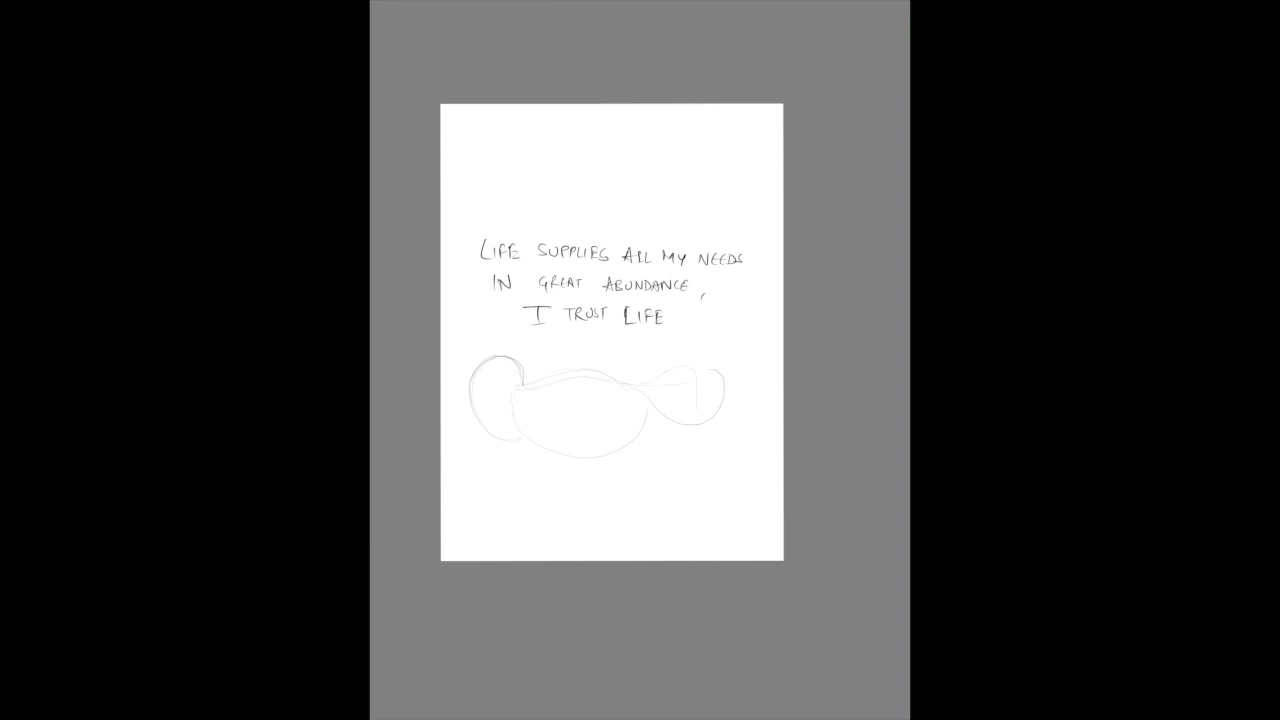 LIFE SUPPLIES ALL MY NEEDS
IN GREAT ABUNDANCE,
I TRUST LIFE